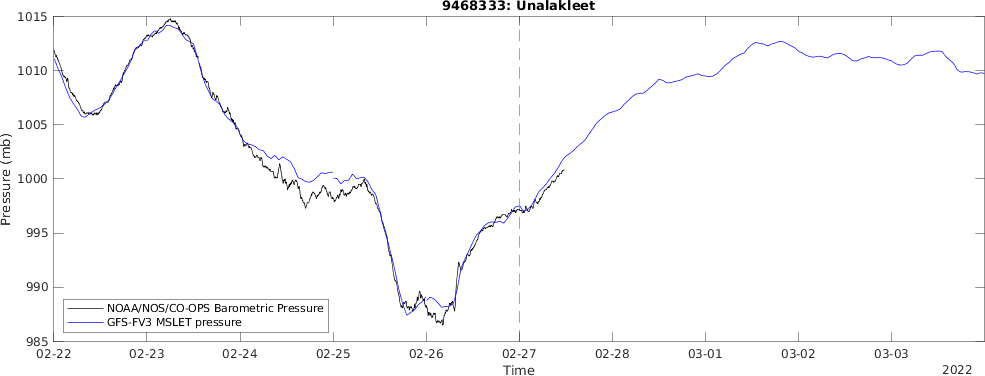 9468333: Unalakleet
Pressure (mb)
1015
1010
1005
1000
995
990
985
NOAA/NOS/CO-OPS Barometric Pressure
GFS-FV3 MSLET pressure
02-22 02-23 02-24 02-25 02-26 02-27 02-28 03-01 03-02 03-03
Time
2022